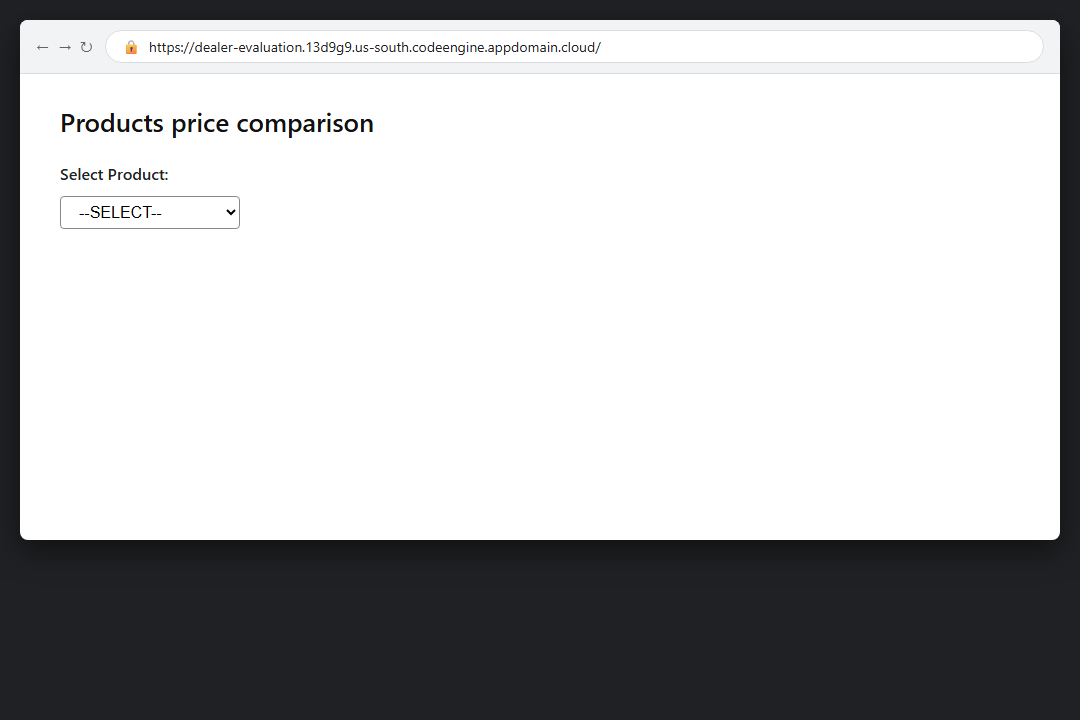 https://dealer-evaluation.13d9g9.us-south.codeengine.appdomain.cloud/
Products price comparison
Select Product:
--SELECT--